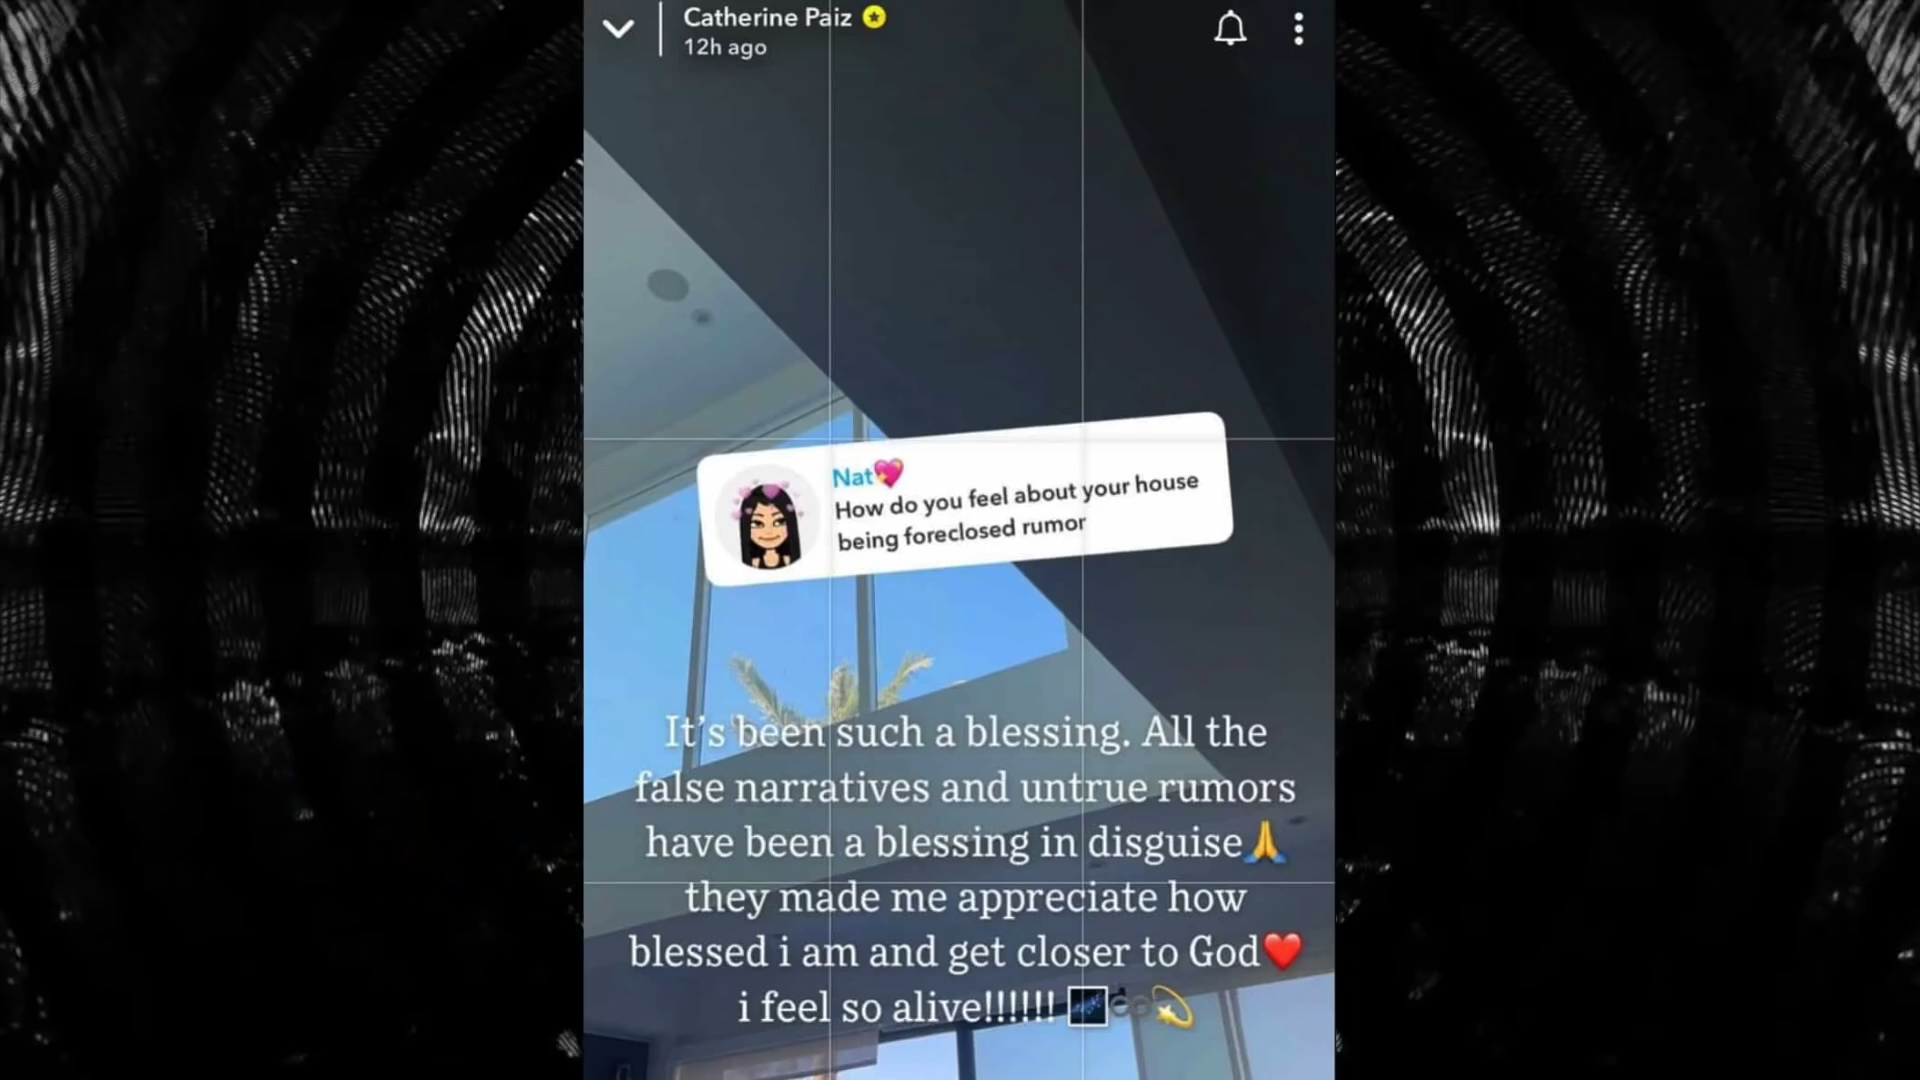 Catherine Paiz
12h ago
Nat💖
How do you feel about your house
being foreclosed rumor
It's been such a blessing. All the
false narratives and untrue rumors
have been a blessing in disguise🙏
they made me appreciate how
blessed i am and get closer to God❤️
i feel so alive!!!!!! 🌌💫